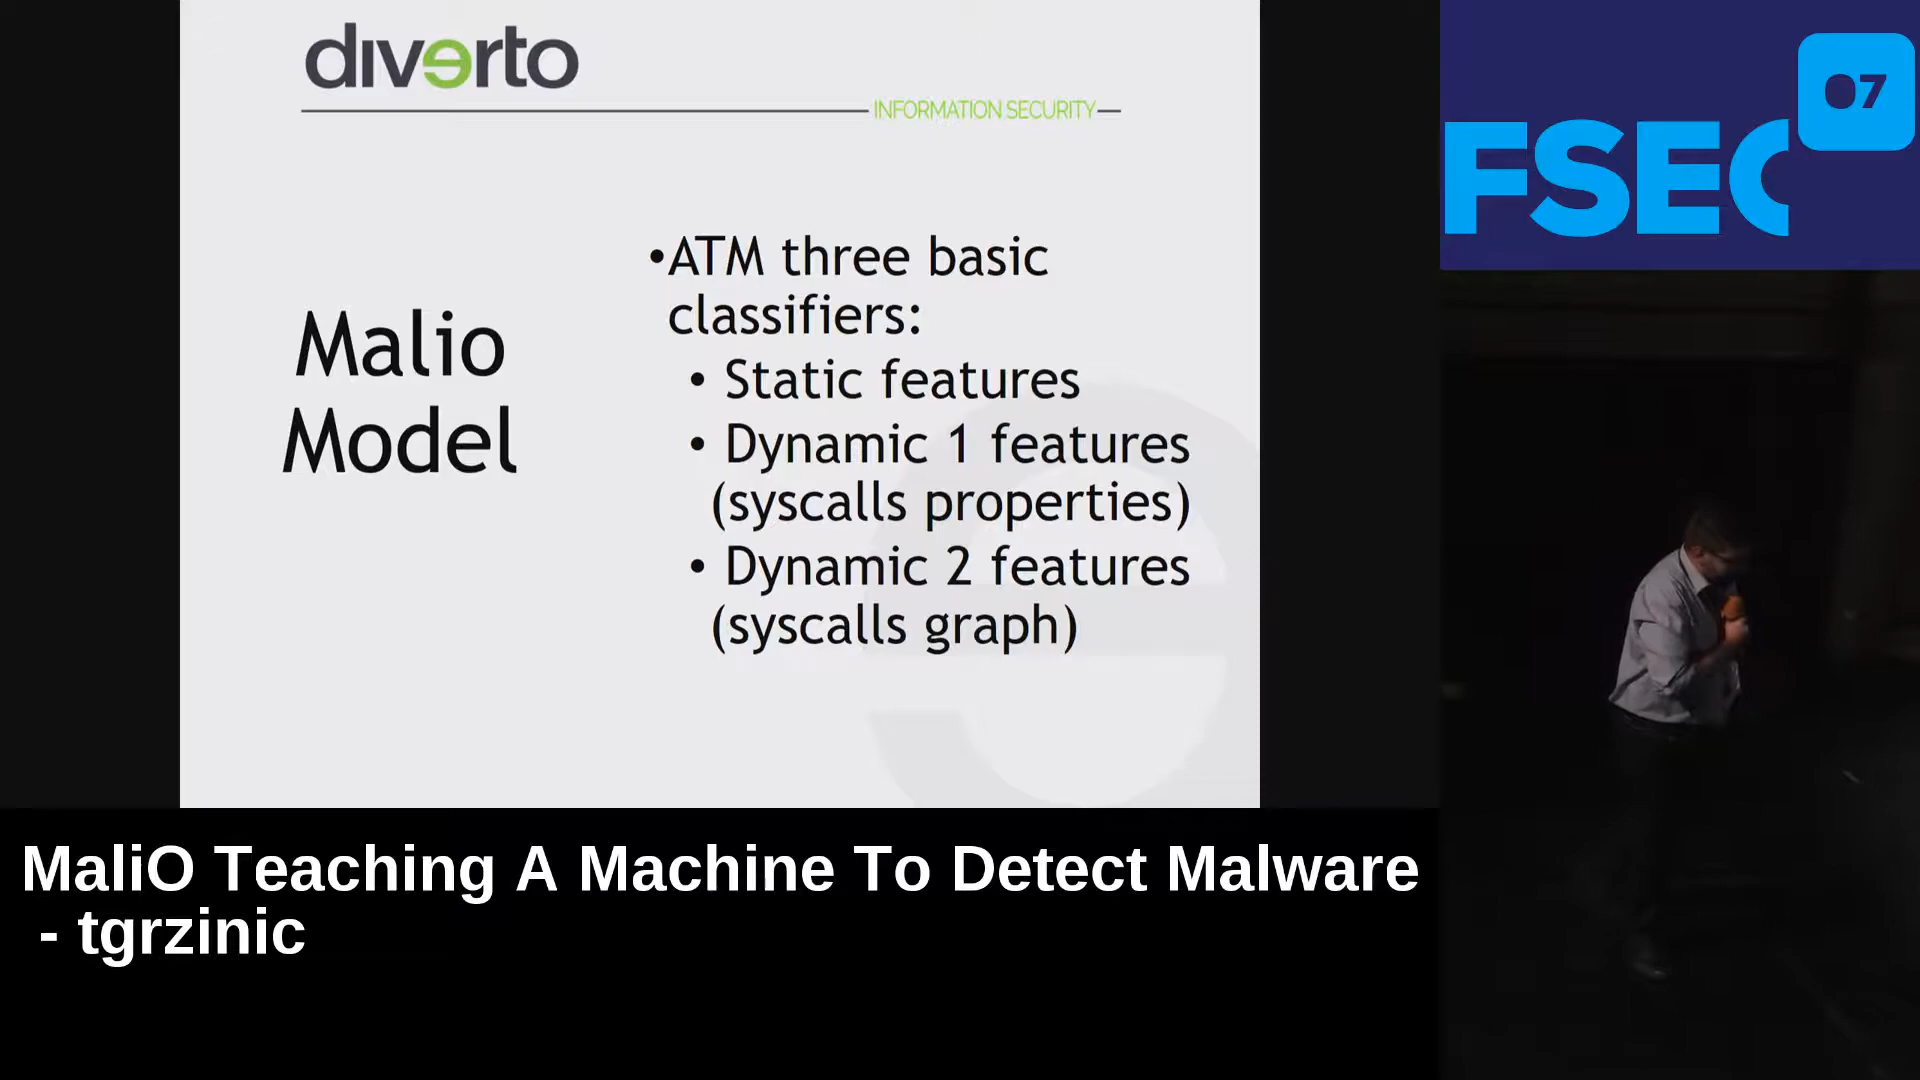 diverto
INFORMATION SECURITY
Malio
Model
•ATM three basic
classifiers:
• Static features
• Dynamic 1 features
(syscalls properties)
• Dynamic 2 features
(syscalls graph)
FSEC
07
MaliO Teaching A Machine To Detect Malware
- tgrzinic